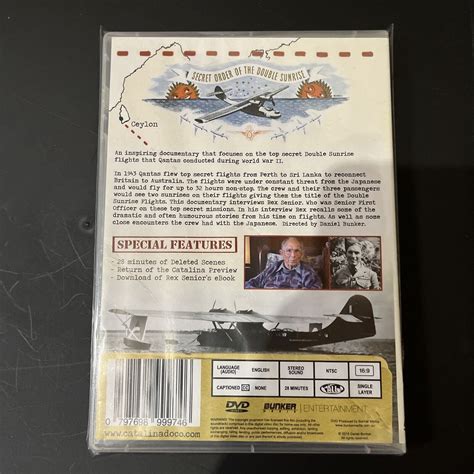 SECRET ORDER OF THE DOUBLE SUNRISE
Ceylon
An inspiring documentary that focuses on the top secret Double Sunrise
flights that Qantas conducted during World War II.
In 1943 Qantas flew top secret flights from Perth to Sri Lanka to reconnect
Britain to Australia. The flights were under constant threat from the Japanese
and would fly for up to 32 hours non-stop. The crew and their three passengers
would see two sunrises on their flights giving them the title of the Double
Sunrise Flights. This documentary interviews Rex Senior, who was Senior First
Officer on these top secret missions. In his interview Rex recalls some of the
dramatic and often humourous stories from his time on flights. As well as some
close encounters the crew had with the Japanese. Directed by Daniel Bunker.
SPECIAL FEATURES
- 28 minutes of Deleted Scenes
- Return of the Catalina Preview
- Download of Rex Senior's eBook
LANGUAGE (AUDIO) ENGLISH STEREO SOUND NTSC 16:9
CAPTIONED CC NONE 28 MINUTES SINGLE LAYER
0 797698 999746
www.catalinadoco.com
DVD
BUNKER ENTERTAINMENT